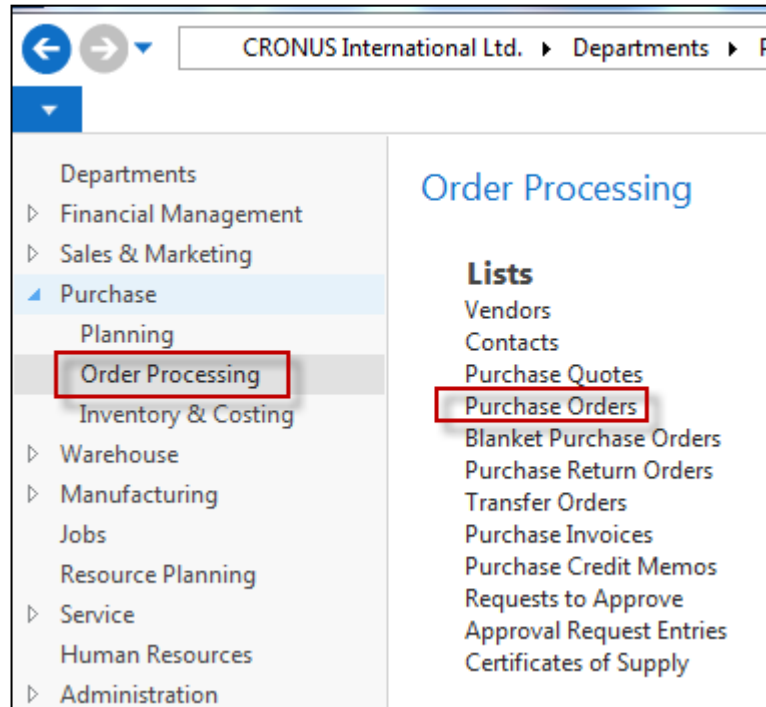 CRONUS International Ltd. Departments
Departments
Financial Management
Sales & Marketing
Purchase
Planning
Order Processing
Inventory & Costing
Warehouse
Manufacturing
Jobs
Resource Planning
Service
Human Resources
Administration
Order Processing
Lists
Vendors
Contacts
Purchase Quotes
Purchase Orders
Blanket Purchase Orders
Purchase Return Orders
Transfer Orders
Purchase Invoices
Purchase Credit Memos
Requests to Approve
Approval Request Entries
Certificates of Supply